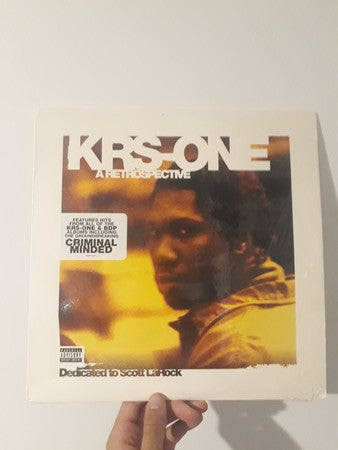 KRS-ONE
A RETROSPECTIVE
FEATURES HITS
FROM ALL OF THE
KRS-ONE & BDP
ALBUMS INCLUDING
THE GROUNDBREAKING
CRIMINAL
MINDED
PARENTAL
ADVISORY
EXPLICIT CONTENT
Dedicated to Scott LaRock